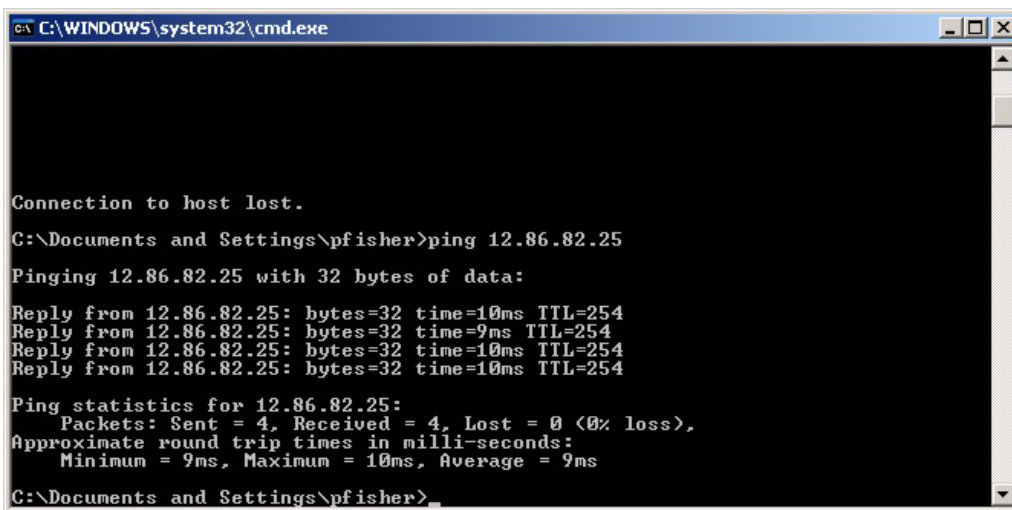 C:\WINDOWS\system32\cmd.exe
Connection to host lost.
C:\Documents and Settings\pfisher>ping 12.86.82.25
Pinging 12.86.82.25 with 32 bytes of data:
Reply from 12.86.82.25: bytes=32 time=10ms TTL=254
Reply from 12.86.82.25: bytes=32 time=9ms TTL=254
Reply from 12.86.82.25: bytes=32 time=10ms TTL=254
Reply from 12.86.82.25: bytes=32 time=10ms TTL=254
Ping statistics for 12.86.82.25:
    Packets: Sent = 4, Received = 4, Lost = 0 (0% loss),
Approximate round trip times in milli-seconds:
    Minimum = 9ms, Maximum = 10ms, Average = 9ms
C:\Documents and Settings\pfisher>_